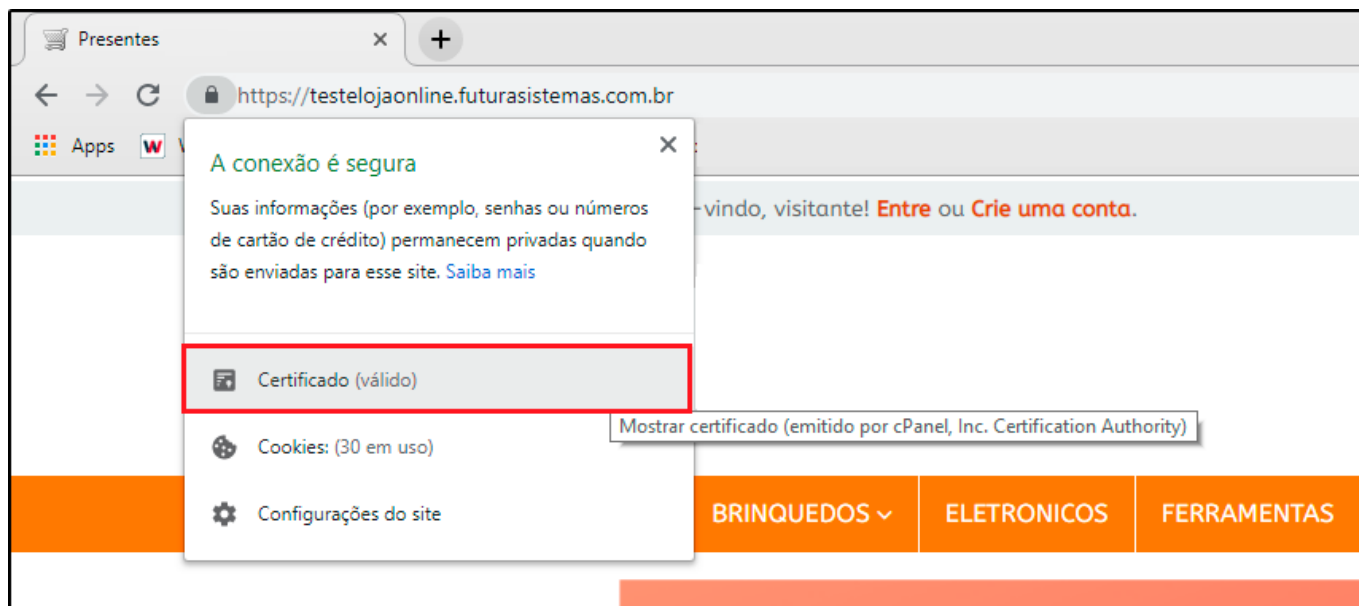 Presentes
https://testelojaonline.futurasistemas.com.br
Apps
A conexão é segura
Suas informações (por exemplo, senhas ou números
de cartão de crédito) permanecem privadas quando
são enviadas para esse site. Saiba mais
-vindo, visitante! Entre ou Crie uma conta.
Certificado (válido)
Mostrar certificado (emitido por cPanel, Inc. Certification Authority)
Cookies: (30 em uso)
Configurações do site
BRINQUEDOS ELETRONICOS FERRAMENTAS